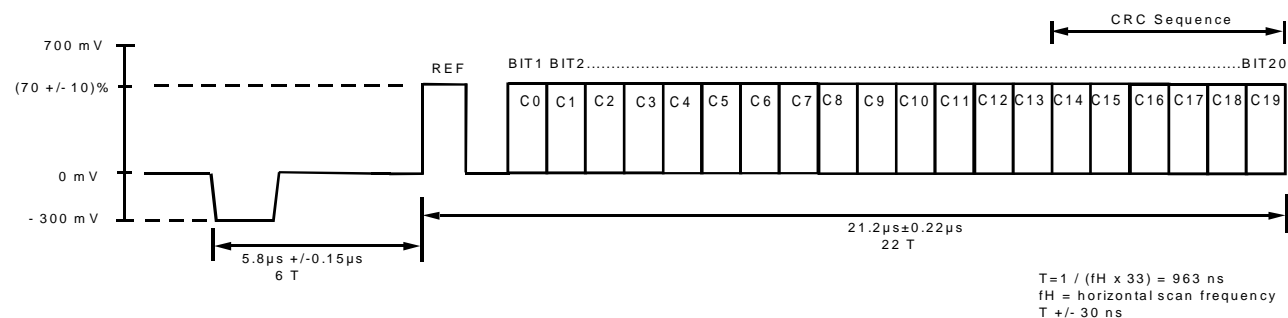 CRC Sequence
700 mV
REF
BIT1 BIT2..............................................................................................................BIT20
(70 +/- 10)%
C0 C1 C2 C3 C4 C5 C6 C7 C8 C9 C10 C11 C12 C13 C14 C15 C16 C17 C18 C19
0 mV
- 300 mV
21.2µs±0.22µs
22 T
5.8µs +/-0.15µs
6 T
T=1 / (fH x 33) = 963 ns
fH = horizontal scan frequency
T +/- 30 ns